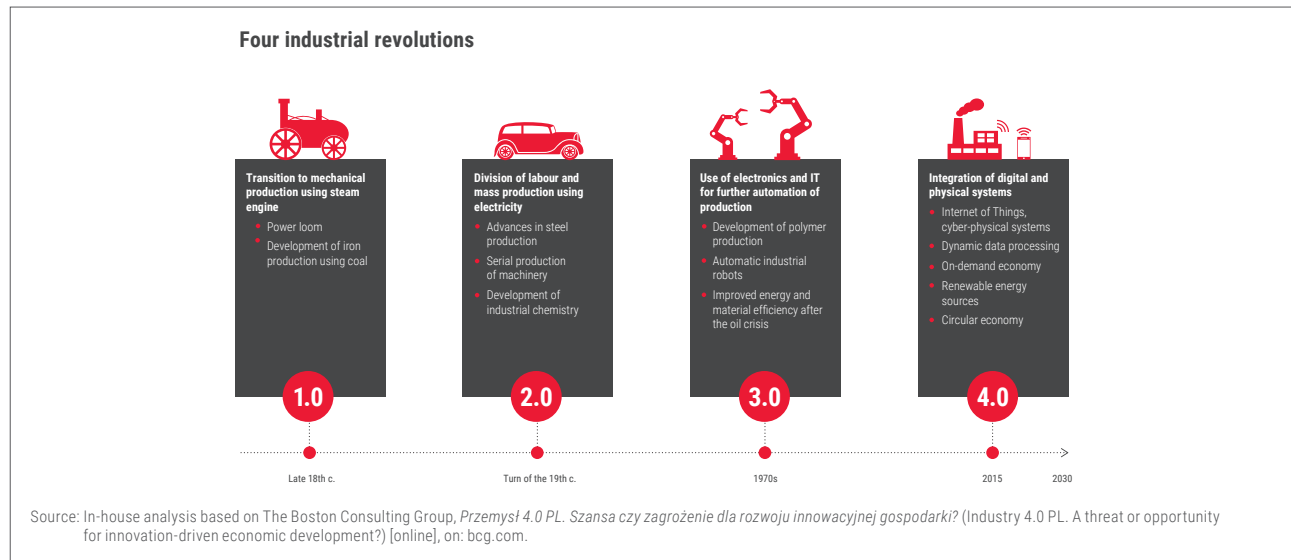 Four industrial revolutions
Transition to mechanical
production using steam
engine
• Power loom
• Development of iron
production using coal
1.0
Division of labour and
mass production using
electricity
• Advances in steel
production
• Serial production
of machinery
• Development of
industrial chemistry
2.0
Use of electronics and IT
for further automation of
production
• Development of polymer
production
• Automatic industrial
robots
• Improved energy and
material efficiency after
the oil crisis
3.0
Integration of digital and
physical systems
• Internet of Things,
cyber-physical systems
• Dynamic data processing
• On-demand economy
• Renewable energy
sources
• Circular economy
4.0
Late 18th c.
Turn of the 19th c.
1970s
2015
2030
Source: In-house analysis based on The Boston Consulting Group, Przemysł 4.0 PL. Szansa czy zagrożenie dla rozwoju innowacyjnej gospodarki? (Industry 4.0 PL. A threat or opportunity
for innovation-driven economic development?) [online], on: bcg.com.